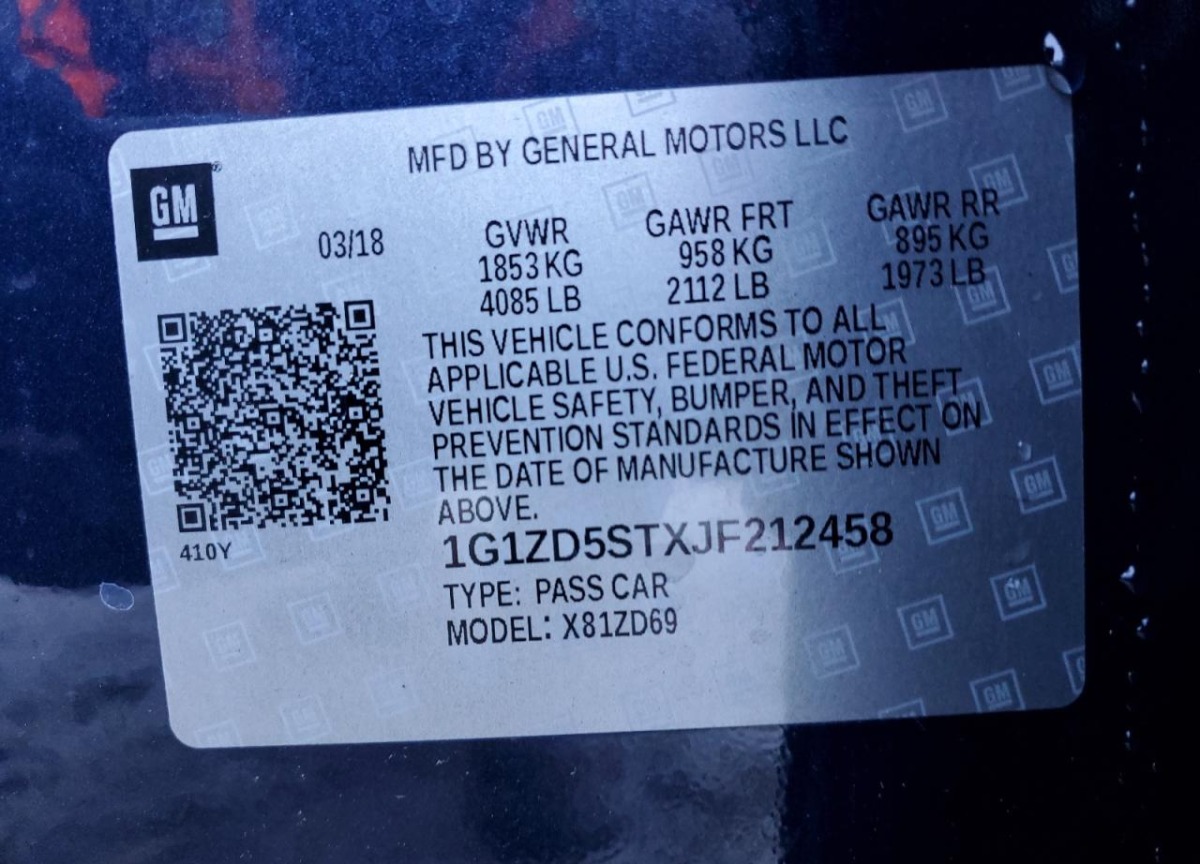 MFD BY GENERAL MOTORS LLC
GM®
03/18
GVWR
1853 KG
4085 LB
GAWR FRT
958 KG
2112 LB
GAWR RR
895 KG
1973 LB
THIS VEHICLE CONFORMS TO ALL
APPLICABLE U.S. FEDERAL MOTOR
VEHICLE SAFETY, BUMPER, AND THEFT
PREVENTION STANDARDS IN EFFECT ON
THE DATE OF MANUFACTURE SHOWN
ABOVE.
410Y
1G1ZD5STXJF212458
TYPE: PASS CAR
MODEL: X81ZD69